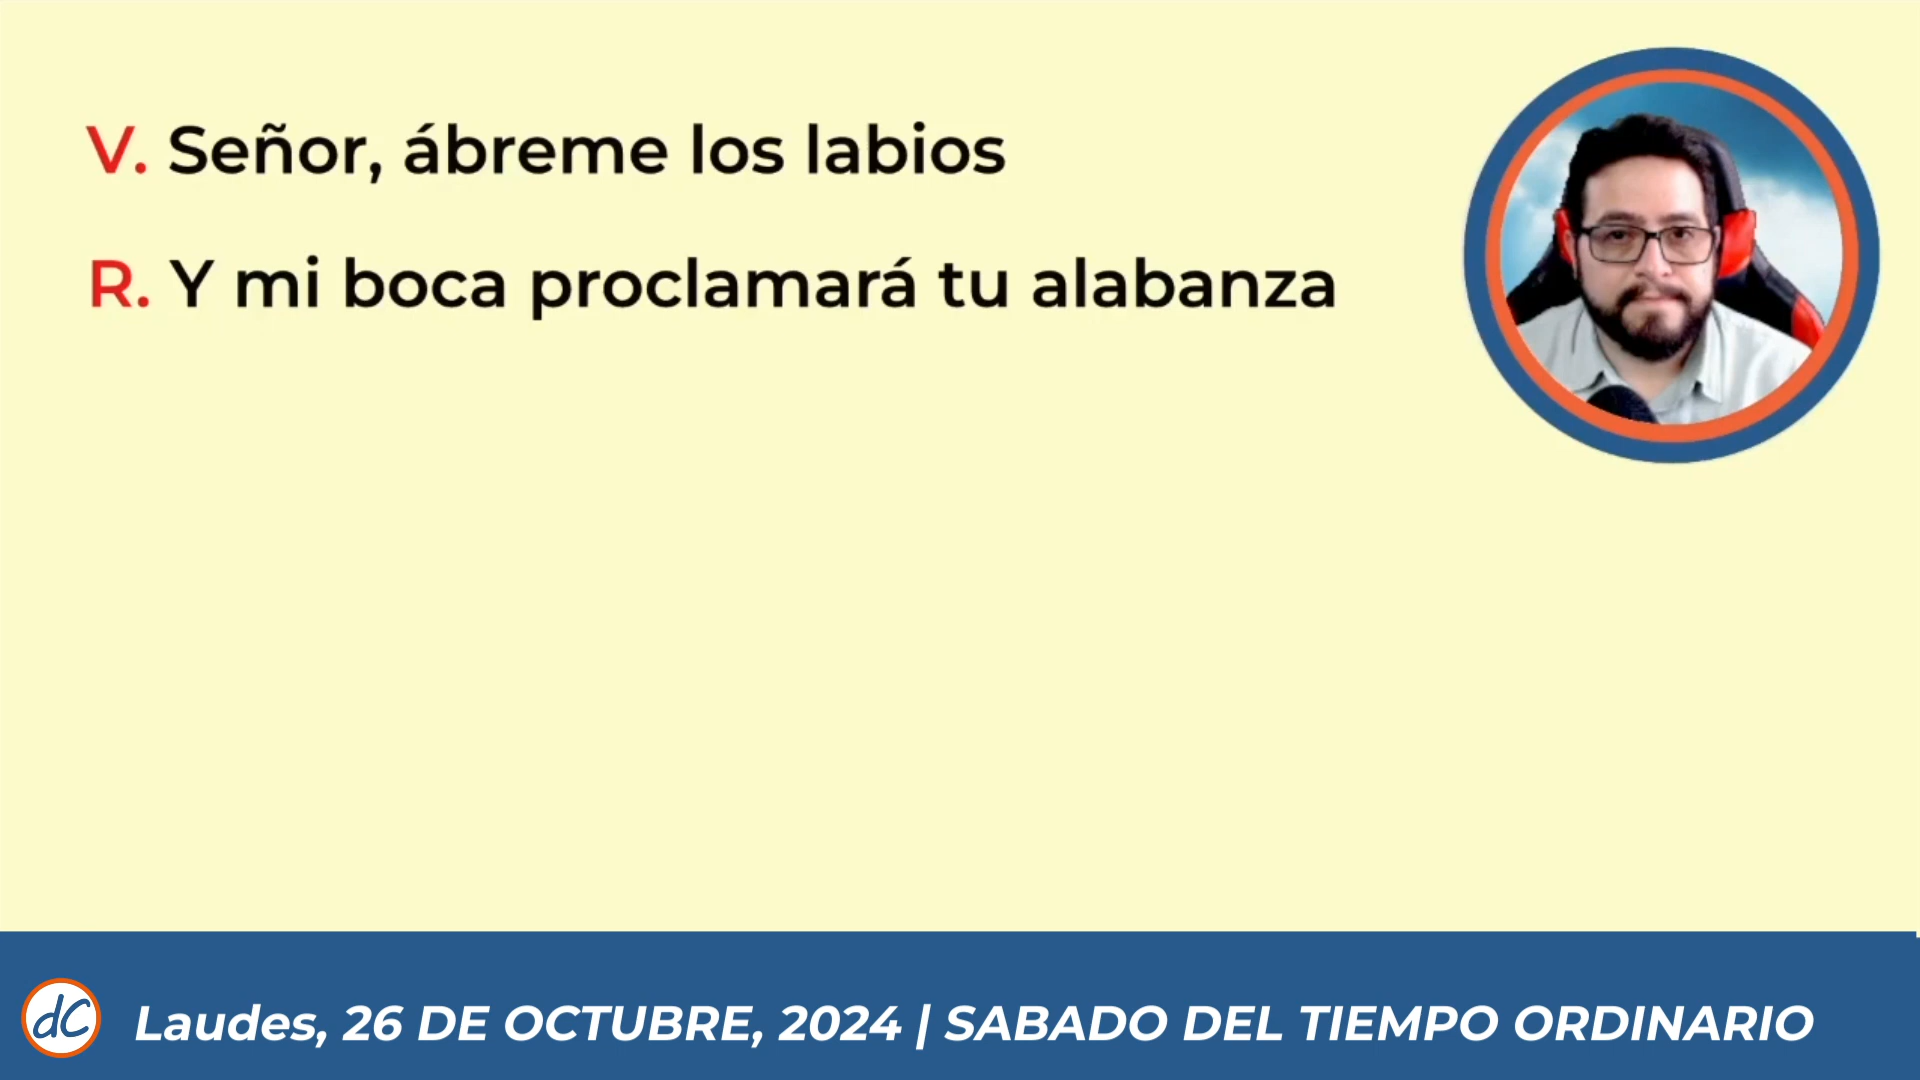 V. Señor, ábreme los labios
R. Y mi boca proclamará tu alabanza
dC Laudes, 26 DE OCTUBRE, 2024 | SABADO DEL TIEMPO ORDINARIO